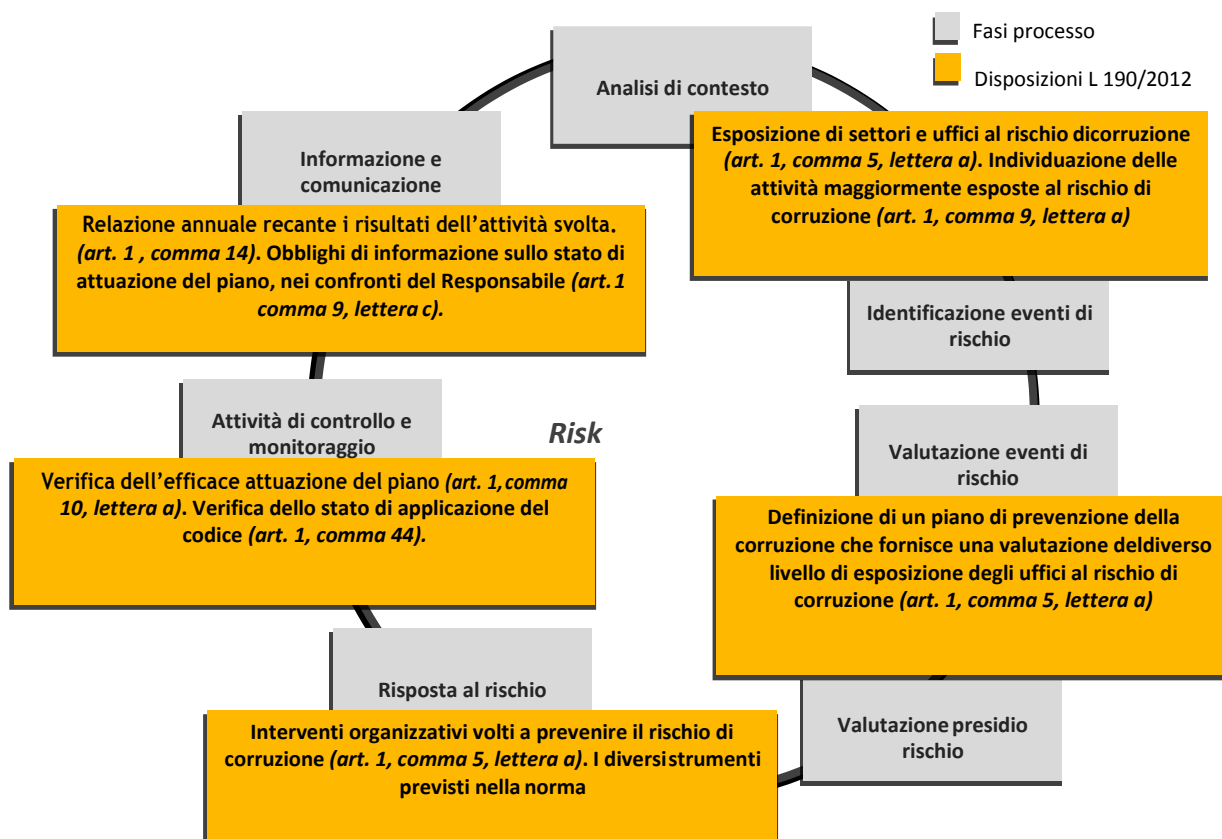 Fasi processo
Disposizioni L 190/2012
Analisi di contesto
Esposizione di settori e uffici al rischio dicorruzione
(art. 1, comma 5, lettera a). Individuazione delle
attività maggiormente esposte al rischio di
corruzione (art. 1, comma 9, lettera a)
Identificazione eventi di
rischio
Valutazione eventi di
rischio
Definizione di un piano di prevenzione della
corruzione che fornisce una valutazione deldiverso
livello di esposizione degli uffici al rischio di
corruzione (art. 1, comma 5, lettera a)
Valutazione presidio
rischio
Risposta al rischio
Interventi organizzativi volti a prevenire il rischio di
corruzione (art. 1, comma 5, lettera a). I diversistrumenti
previsti nella norma
Attività di controllo e
monitoraggio
Verifica dell'efficace attuazione del piano (art. 1, comma
10, lettera a). Verifica dello stato di applicazione del
codice (art. 1, comma 44).
Informazione e
comunicazione
Relazione annuale recante i risultati dell'attività svolta.
(art. 1 , comma 14). Obblighi di informazione sullo stato di
attuazione del piano, nei confronti del Responsabile (art. 1
comma 9, lettera c).
Risk